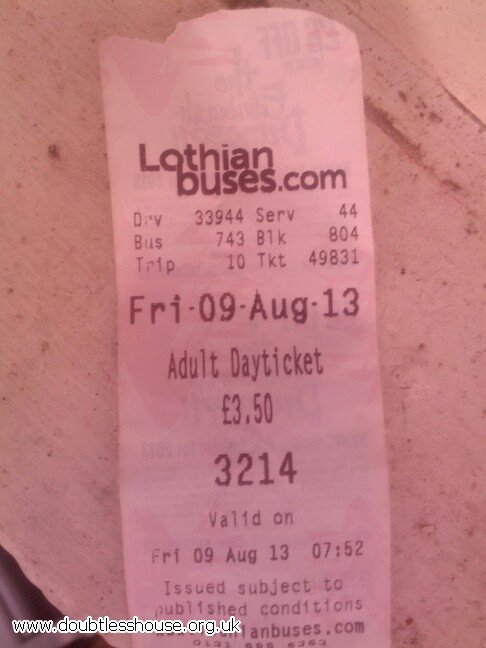 Lothian
buses.com
Drv 33944 Serv 44
Bus 743 Blk 804
Trip 10 Tkt 49831
Fri-09-Aug-13
Adult Dayticket
£3.50
3214
Valid on
Fri 09 Aug 13 07:52
Issued subject to
published conditions
www.doubtlesshouse.org.uk
hianbuses.com